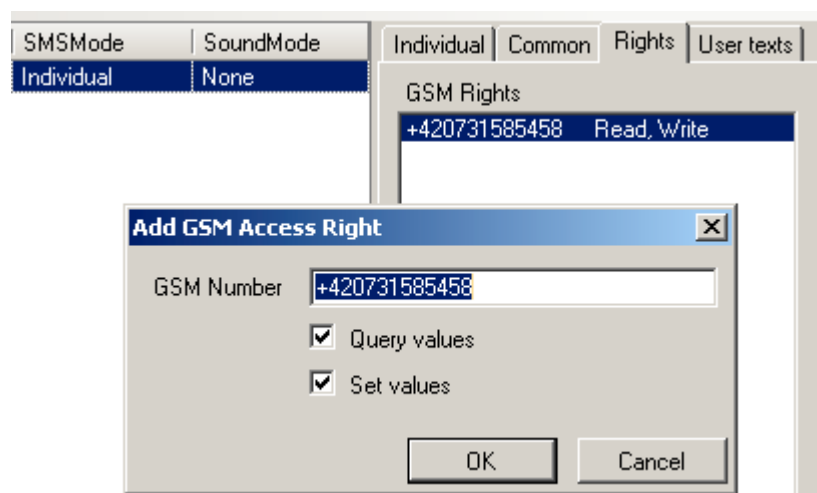 SMSMode SoundMode Individual Common Rights User texts
Individual None
GSM Rights
+420731585458 Read, Write
Add GSM Access Right
GSM Number +420731585458
Query values
Set values
OK Cancel